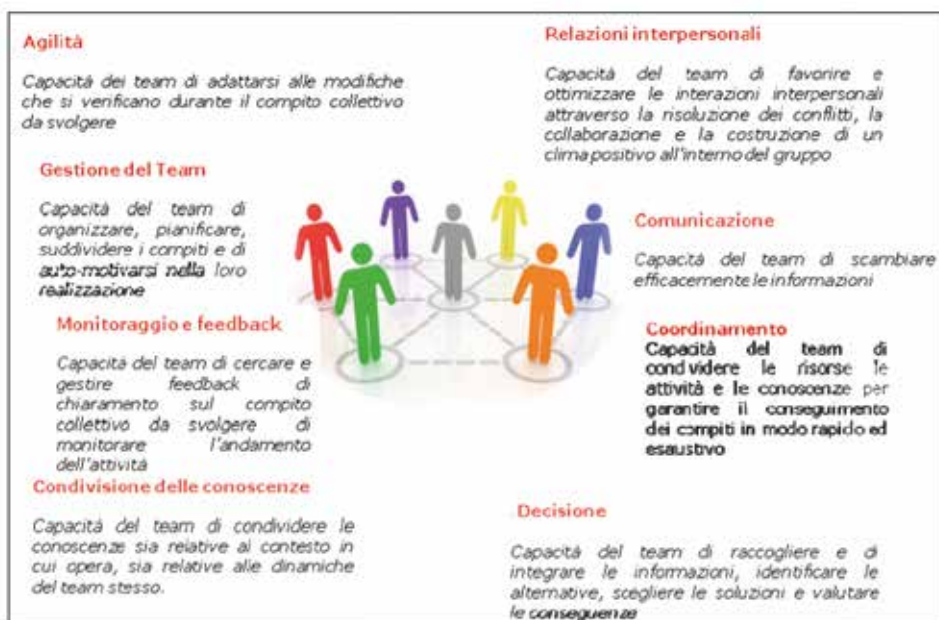 Agilità
Capacità dei team di adattarsi alle modifiche
che si verificano durante il compito collettivo
da svolgere
Gestione del Team
Capacità del team di
organizzare, pianificare,
suddividere i compiti e di
auto-motivarsi nella loro
realizzazione
Monitoraggio e feedback
Capacità del team di cercare e
gestire feedback di
chiaramento sul compito
collettivo da svolgere di
monitorare l'andamento
dell'attività
Condivisione delle conoscenze
Capacità del team di condividere le
conoscenze sia relative al contesto in
cui opera, sia relative alle dinamiche
del team stesso.
Relazioni interpersonali
Capacità del team di favorire e
ottimizzare le interazioni interpersonali
attraverso la risoluzione dei conflitti, la
collaborazione e la costruzione di un
clima positivo all'interno del gruppo
Comunicazione
Capacità del team di scambiare
efficacemente le informazioni
Coordinamento
Capacità del team di
condividere le risorse le
attività e le conoscenze per
garantire il conseguimento
dei compiti in modo rapido ed
esaustivo
Decisione
Capacità del team di raccogliere e di
integrare le informazioni, identificare le
alternative, scegliere le soluzioni e valutare
le conseguenze